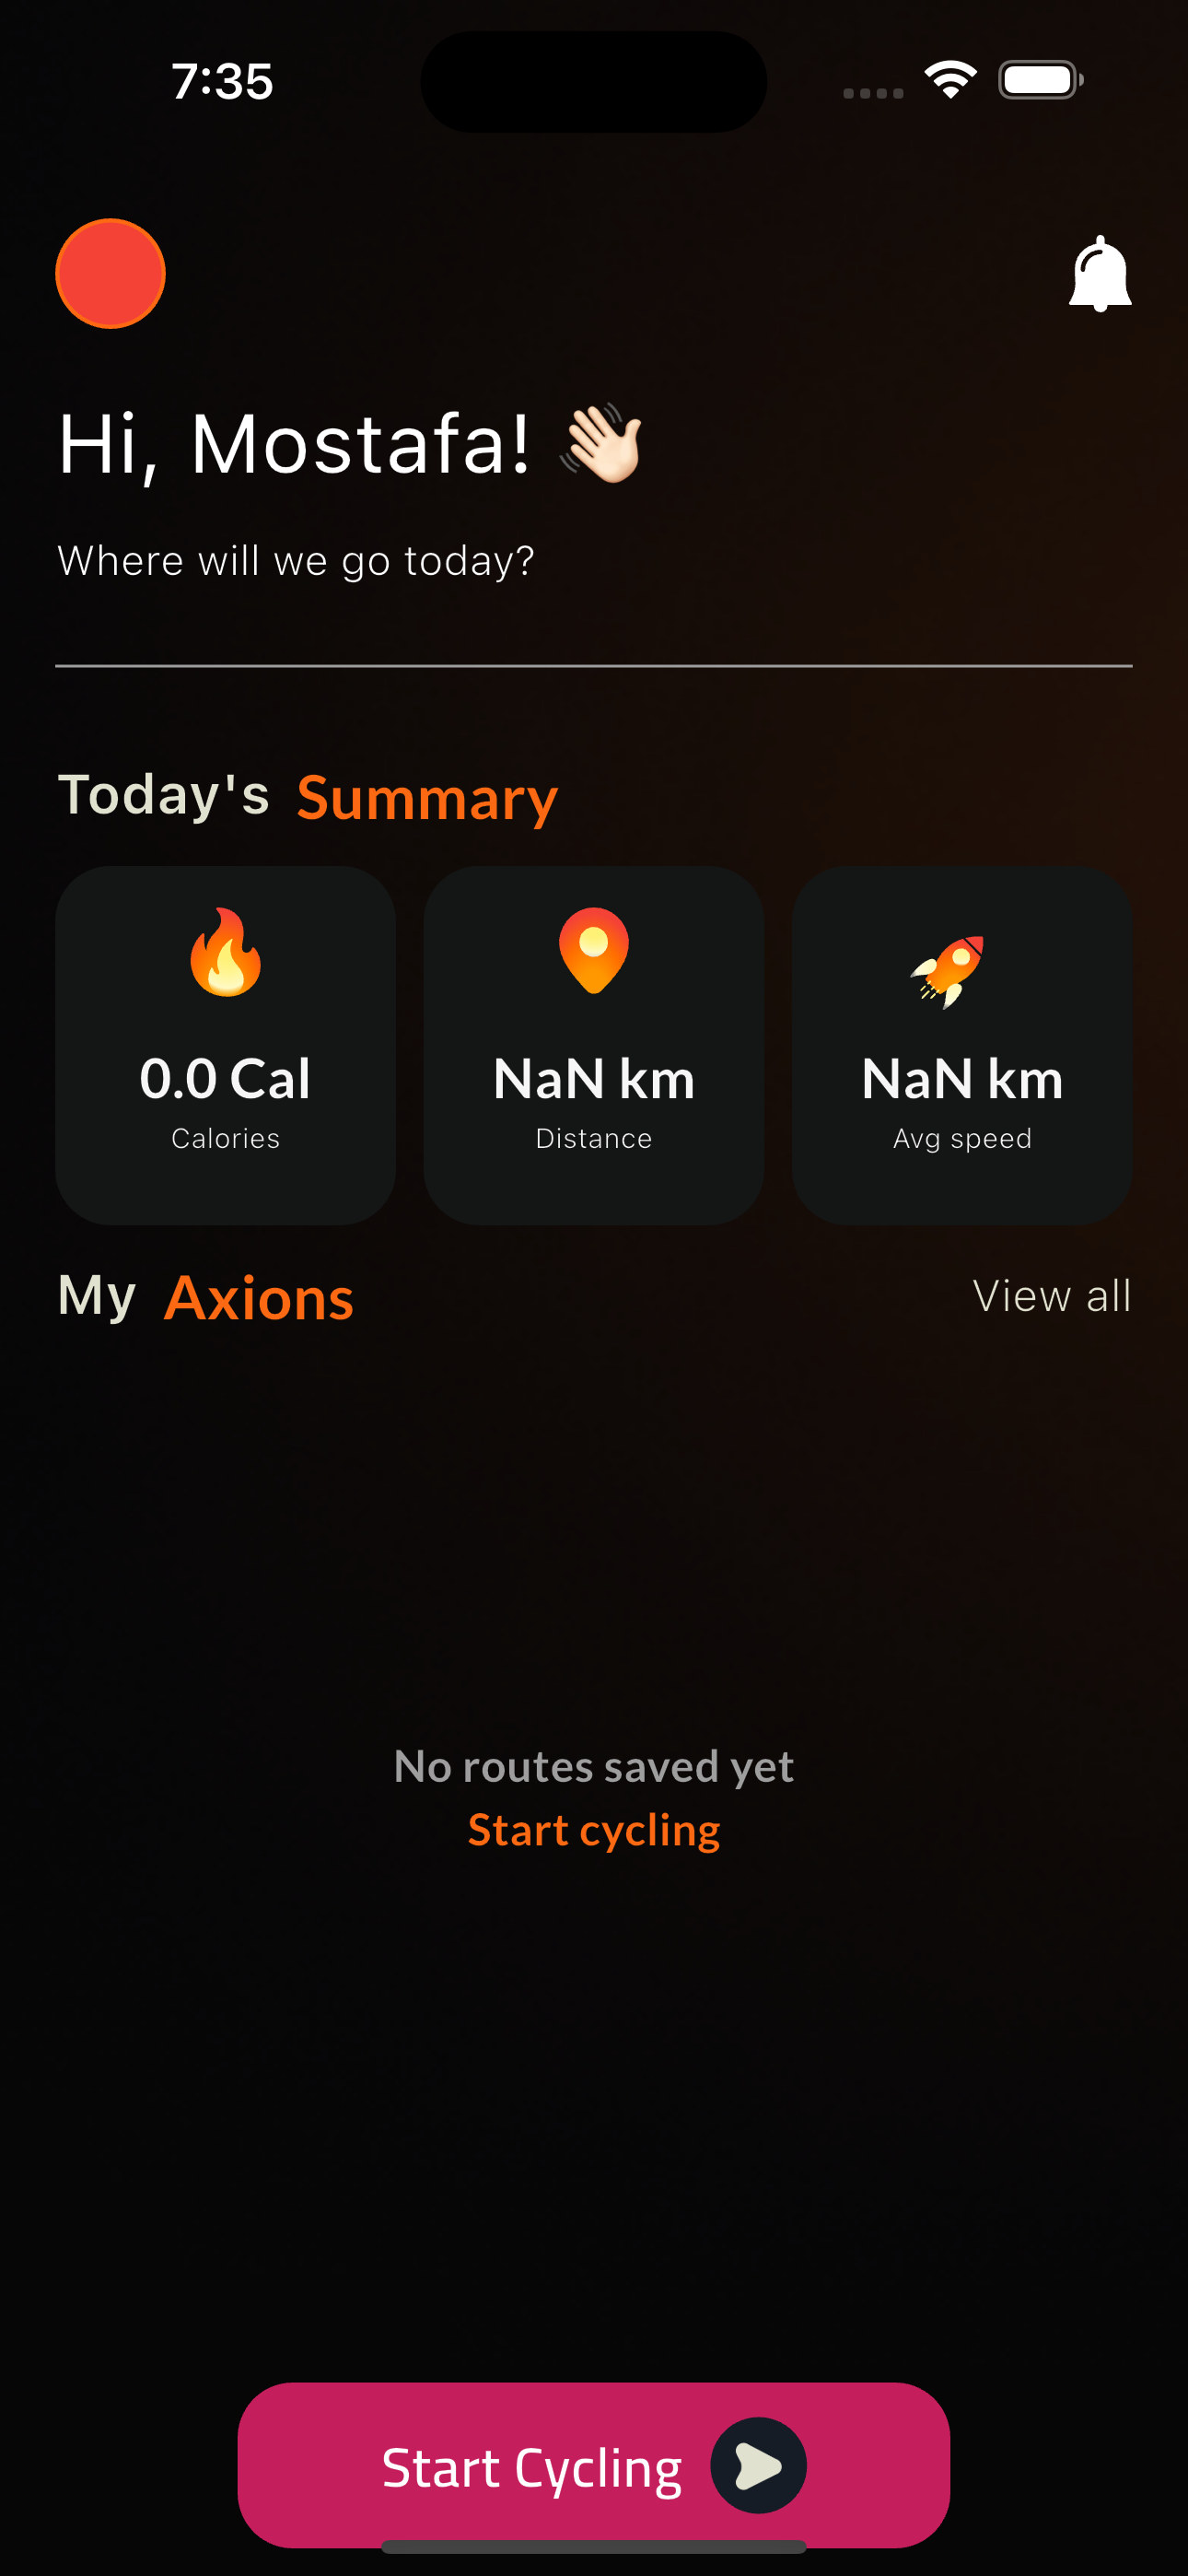 7:35
Hi, Mostafa! 👋🏻
Where will we go today?
Today's Summary
0.0 Cal
Calories
NaN km
Distance
NaN km
Avg speed
My Axions
View all
No routes saved yet
Start cycling
Start Cycling